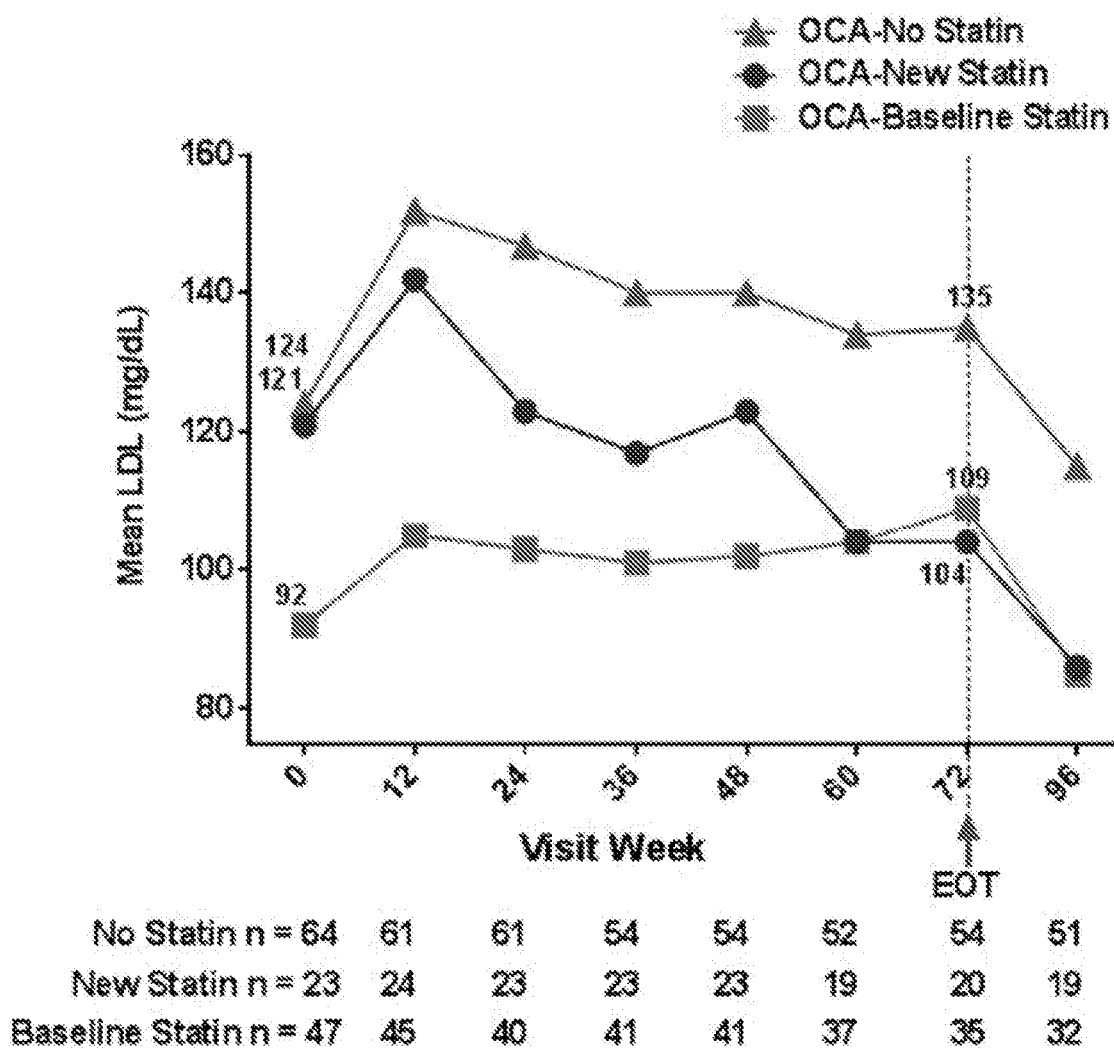 OCA-No Statin
OCA-New Statin
OCA-Baseline Statin
160
140
120
100
80
Mean LDL (mg/dL)
124
121
92
135
109
104
0 12 24 36 48 60 72 96
Visit Week
EOT
No Statin n = 64 61 61 54 54 52 54 51
New Statin n = 23 24 23 23 23 19 20 19
Baseline Statin n = 47 45 40 41 41 37 35 32